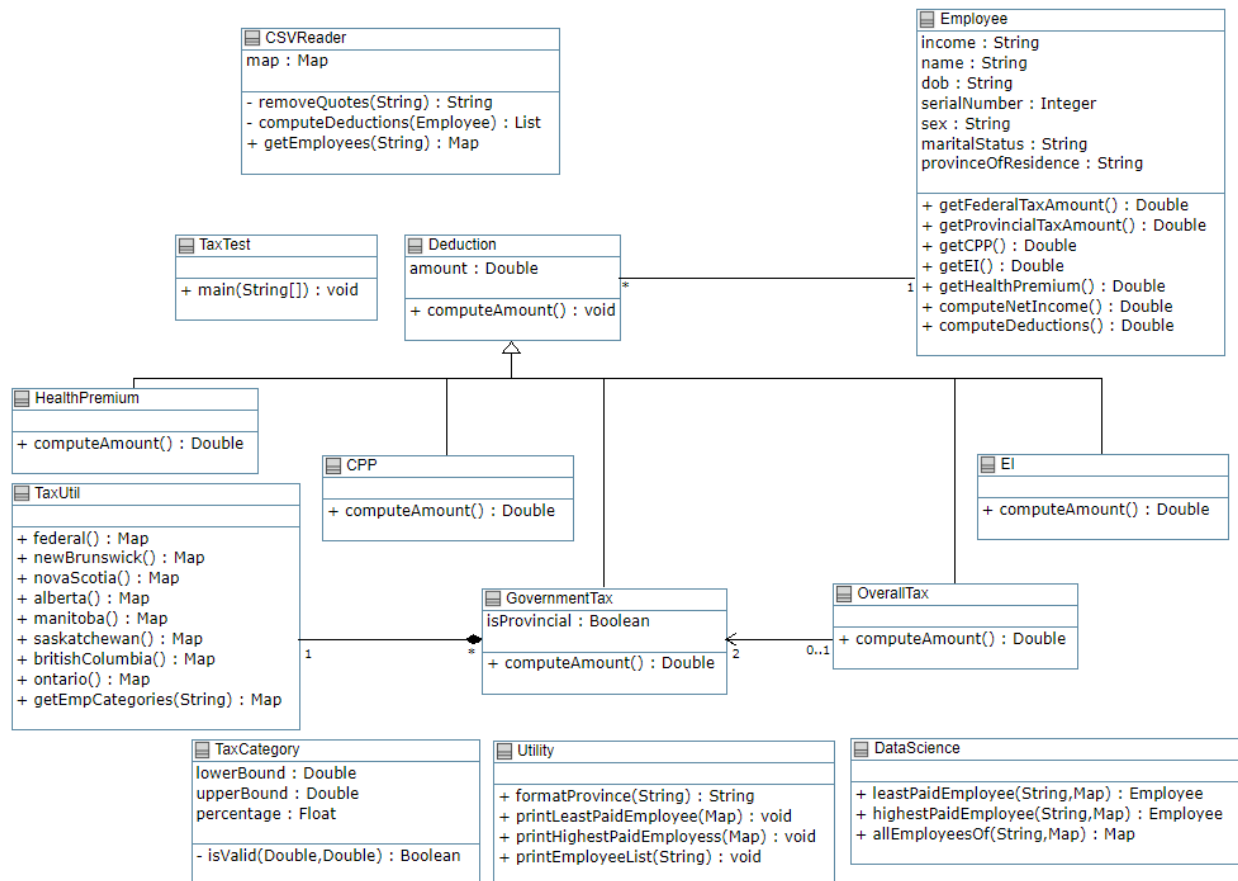 CSVReader
map : Map
- removeQuotes(String) : String
- computeDeductions(Employee) : List
+ getEmployees(String) : Map
Employee
income : String
name : String
dob : String
serialNumber : Integer
sex : String
maritalStatus : String
provinceOfResidence : String
+ getFederalTaxAmount() : Double
+ getProvincialTaxAmount() : Double
+ getCPP() : Double
+ getEI() : Double
+ getHealthPremium() : Double
+ computeNetIncome() : Double
+ computeDeductions() : Double
TaxTest
+ main(String[]) : void
Deduction
amount : Double
+ computeAmount() : void
*
1
HealthPremium
+ computeAmount() : Double
CPP
+ computeAmount() : Double
EI
+ computeAmount() : Double
TaxUtil
+ federal() : Map
+ newBrunswick() : Map
+ novaScotia() : Map
+ alberta() : Map
+ manitoba() : Map
+ saskatchewan() : Map
+ britishColumbia() : Map
+ ontario() : Map
+ getEmpCategories(String) : Map
1
*
GovernmentTax
isProvincial : Boolean
+ computeAmount() : Double
2
0..1
OverallTax
+ computeAmount() : Double
TaxCategory
lowerBound : Double
upperBound : Double
percentage : Float
- isValid(Double,Double) : Boolean
Utility
+ formatProvince(String) : String
+ printLeastPaidEmployee(Map) : void
+ printHighestPaidEmployess(Map) : void
+ printEmployeeList(String) : void
DataScience
+ leastPaidEmployee(String,Map) : Employee
+ highestPaidEmployee(String,Map) : Employee
+ allEmployeesOf(String,Map) : Map